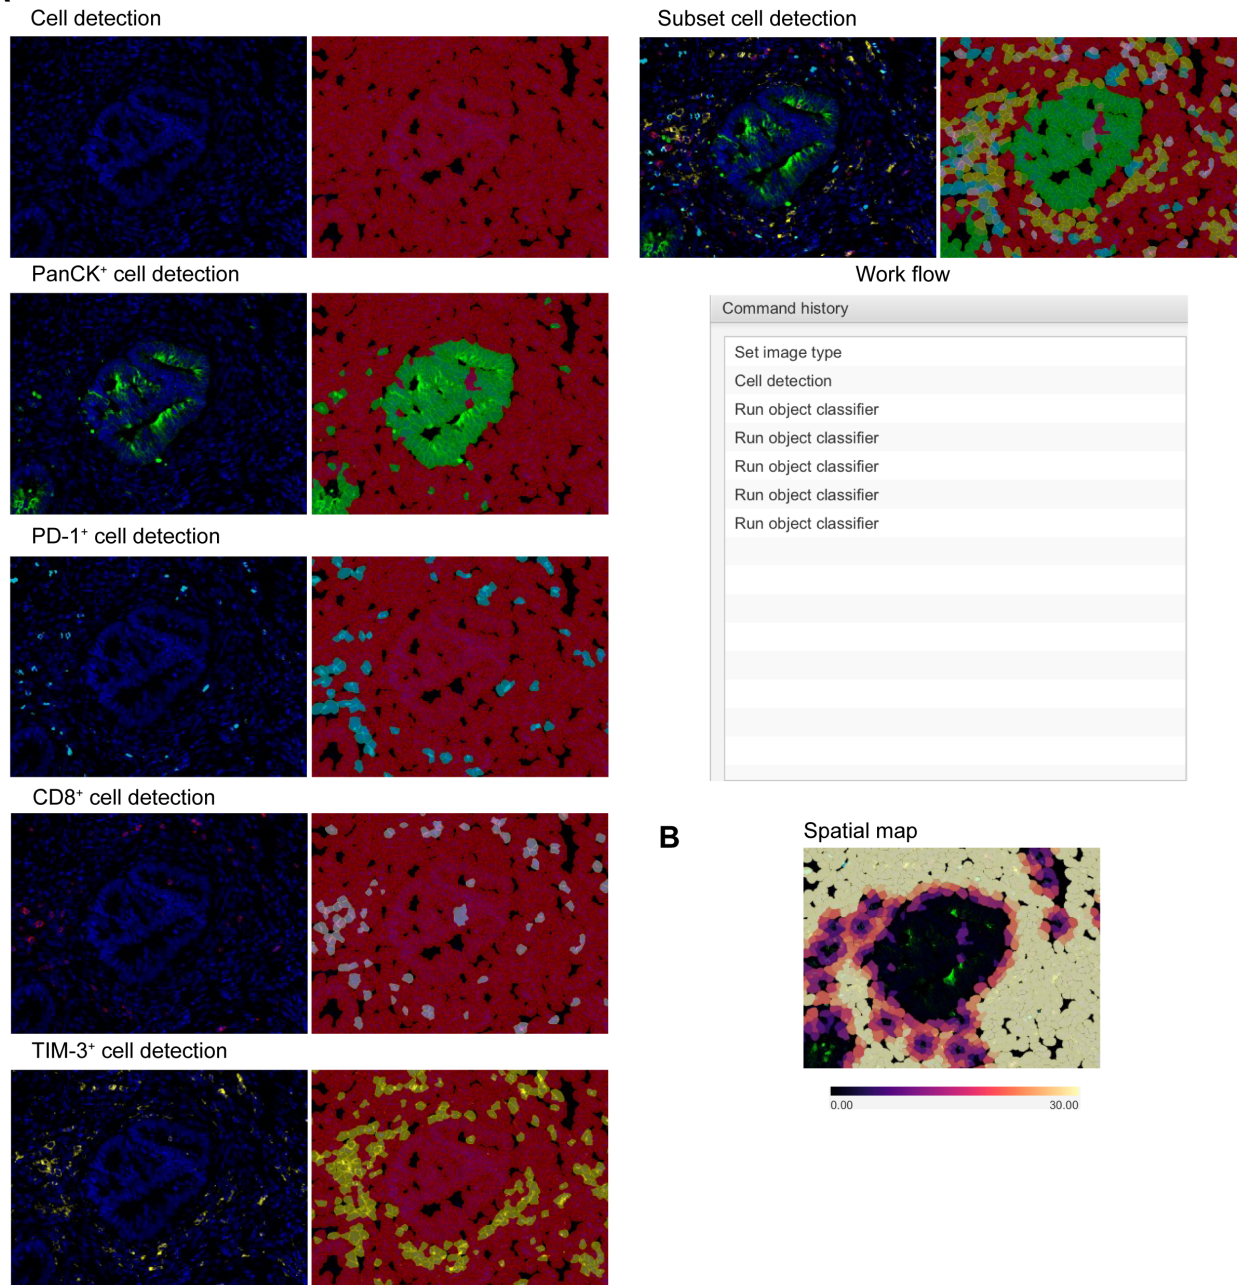 Cell detection
Subset cell detection
PanCK⁺ cell detection
Work flow
Command history
Set image type
Cell detection
Run object classifier
Run object classifier
Run object classifier
Run object classifier
Run object classifier
PD-1⁺ cell detection
CD8⁺ cell detection
B
Spatial map
0.00
30.00
TIM-3⁺ cell detection